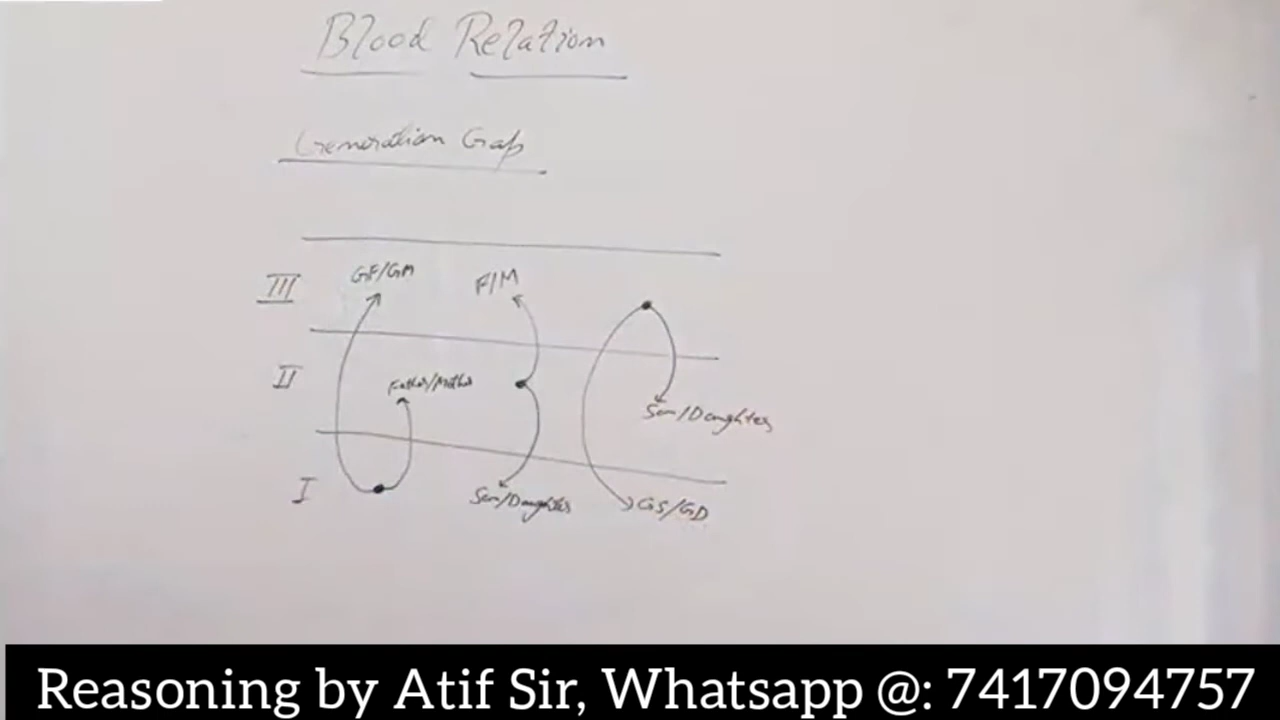 Blood Relation
Generation Gap
III GF/GM F/M
II Father/Mother Son/Daughter
I Son/Daughter GS/GD
Reasoning by Atif Sir, Whatsapp @: 7417094757